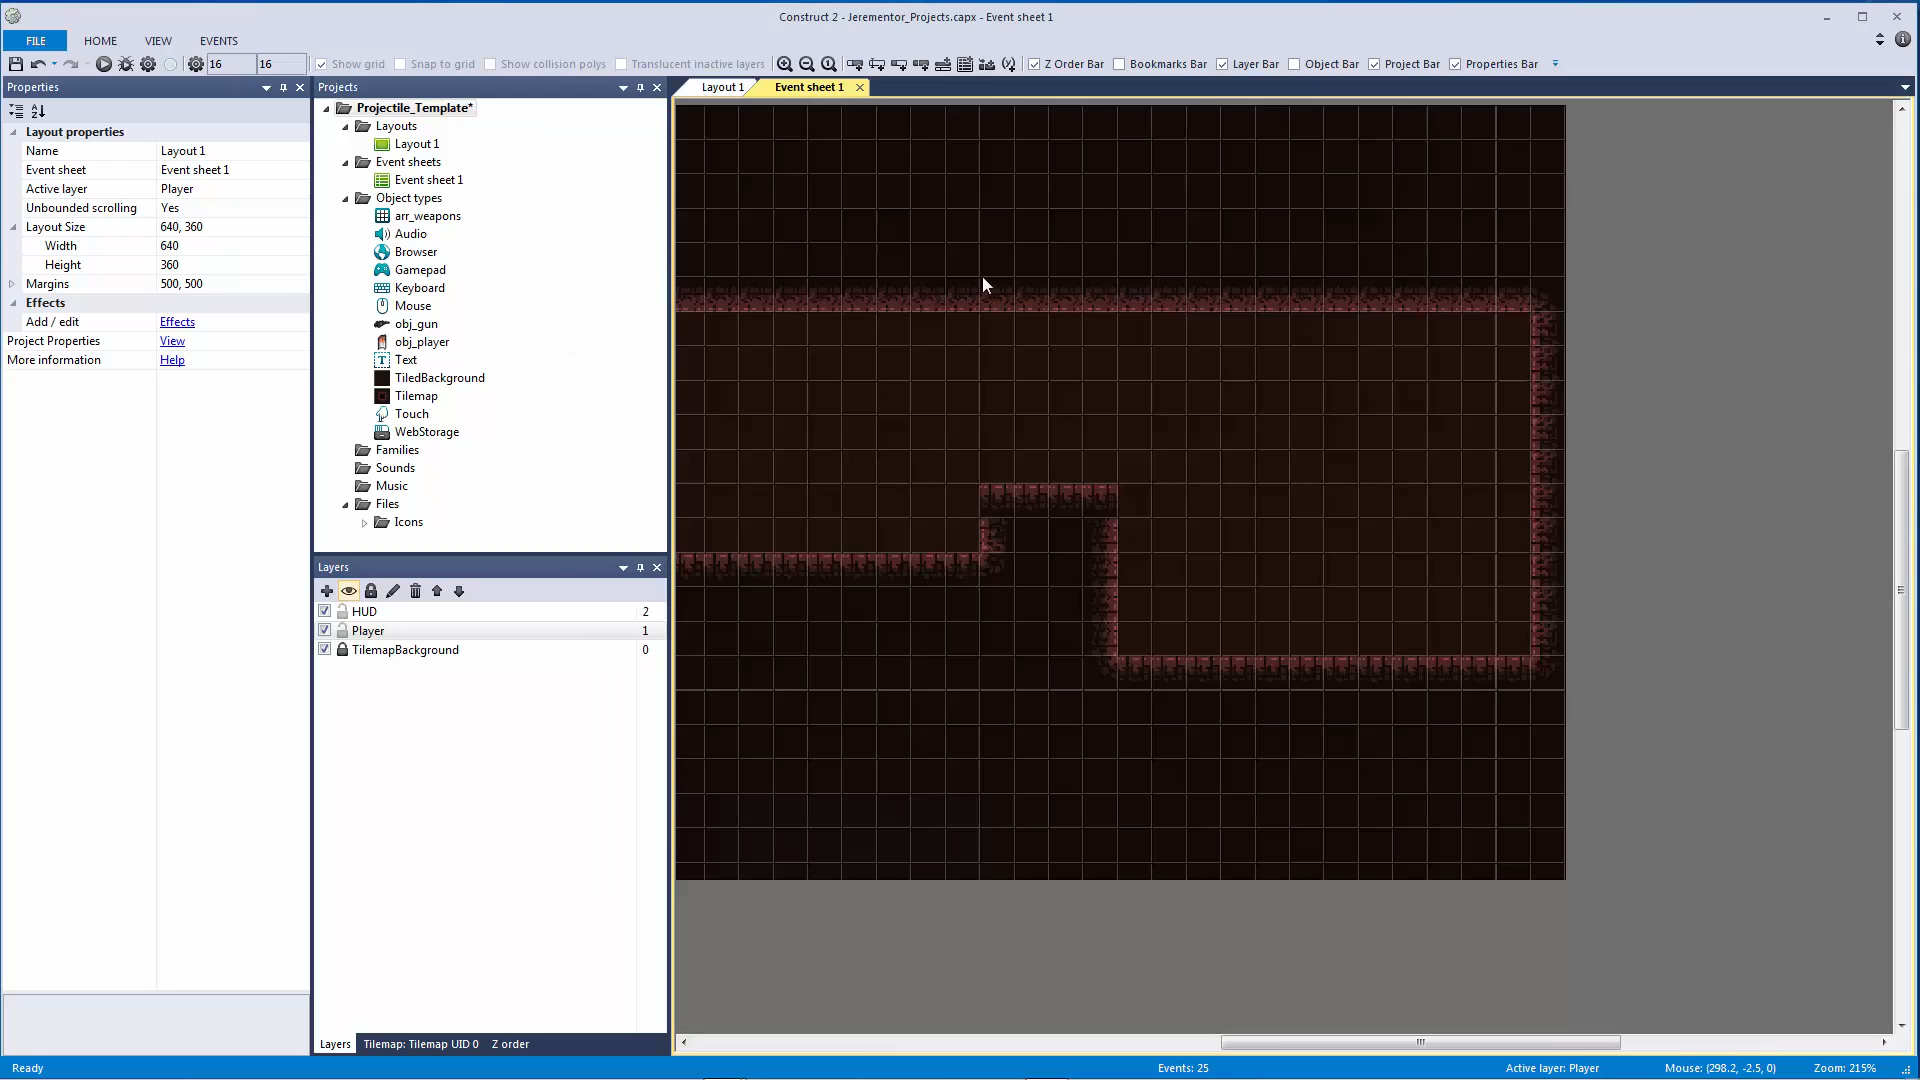 Construct 2 - Jerementor_Projects.capx - Event sheet 1
FILE HOME VIEW EVENTS
16 16 Show grid Snap to grid Show collision polys Translucent inactive layers Z Order Bar Bookmarks Bar Layer Bar Object Bar Project Bar Properties Bar
Properties
Layout properties
Name Layout 1
Event sheet Event sheet 1
Active layer Player
Unbounded scrolling Yes
Layout Size 640, 360
Width 640
Height 360
Margins 500, 500
Effects
Add / edit Effects
Project Properties View
More information Help
Projects
Projectile_Template*
Layouts
Layout 1
Event sheets
Event sheet 1
Object types
arr_weapons
Audio
Browser
Gamepad
Keyboard
Mouse
obj_gun
obj_player
Text
TiledBackground
Tilemap
Touch
WebStorage
Families
Sounds
Music
Files
Icons
Layers
HUD 2
Player 1
TilemapBackground 0
Layers Tilemap: Tilemap UID 0 Z order
Layout 1 Event sheet 1
Ready Events: 25 Active layer: Player Mouse: (298.2, -2.5, 0) Zoom: 215%